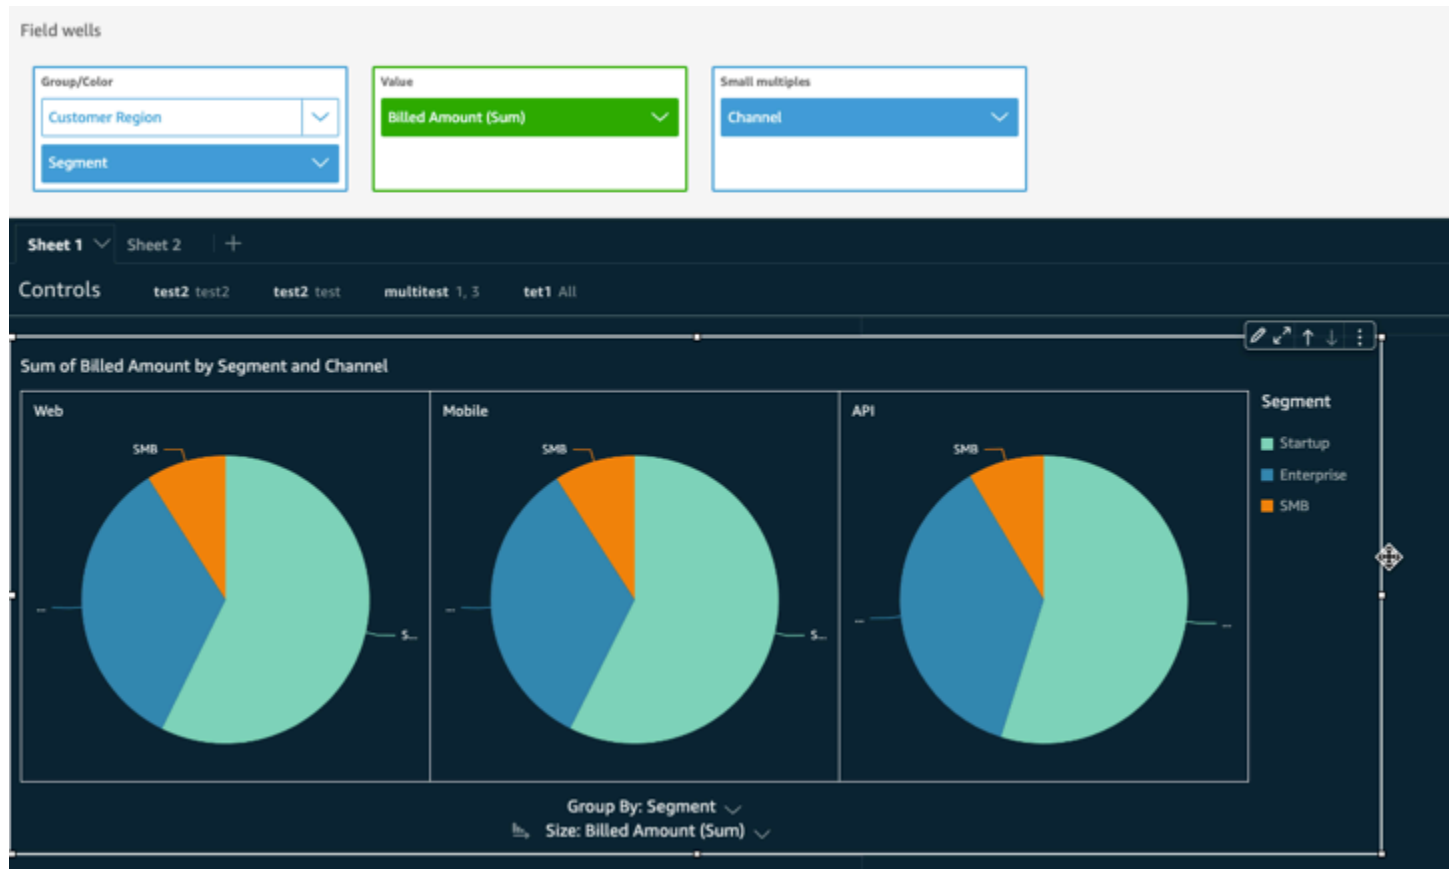 Field wells
Group/Color
Customer Region
Segment
Value
Billed Amount (Sum)
Small multiples
Channel
Sheet 1
Sheet 2
Controls
test2 test2
test2 test
multitest 1, 3
tet1 All
Sum of Billed Amount by Segment and Channel
Web
SMB
...
S...
Mobile
SMB
...
S...
API
SMB
...
...
Segment
Startup
Enterprise
SMB
Group By: Segment
Size: Billed Amount (Sum)